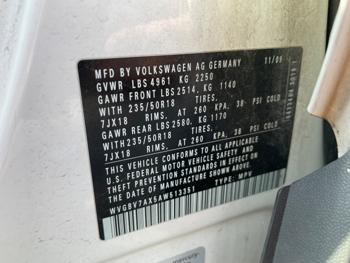 MFD BY VOLKSWAGEN AG GERMANY 11/09
GVWR LBS 4961 KG 2250
GAWR FRONT LBS 2514, KG 1140
WITH 235/50R18 TIRES,
7JX18 RIMS, AT 260 KPA, 38 PSI COLD
GAWR REAR LBS 2580, KG 1170
WITH 235/50R18 TIRES,
7JX18 RIMS, AT 260 KPA, 38 PSI COLD
THIS VEHICLE CONFORMS TO ALL APPLICABLE
U.S. FEDERAL MOTOR VEHICLE SAFETY AND
THEFT PREVENTION STANDARDS IN EFFECT ON
THE DATE OF MANUFACTURE SHOWN ABOVE
WVGBV7AX5AW513351 TYPE: MPV